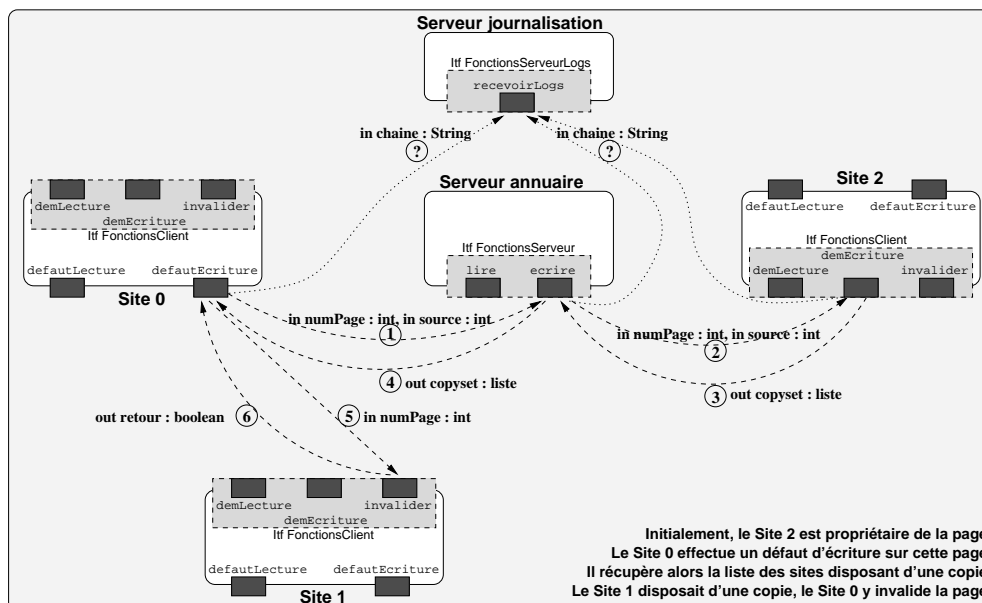 Serveur journalisation
Itf FonctionsServeurLogs
recevoirLogs
in chaine : String
?
in chaine : String
?
demLecture
invalider
demEcriture
Itf FonctionsClient
defautLecture
defautEcriture
Site 0
Serveur annuaire
Itf FonctionsServeur
lire
ecrire
Site 2
defautLecture
defautEcriture
Itf FonctionsClient
demEcriture
demLecture
invalider
in numPage : int, in source : int
1
in numPage : int, in source : int
2
4 out copyset : liste
3 out copyset : liste
out retour : boolean 6
5 in numPage : int
demLecture
invalider
demEcriture
Itf FonctionsClient
defautLecture
defautEcriture
Site 1
Initialement, le Site 2 est propriétaire de la page
Le Site 0 effectue un défaut d'écriture sur cette page
Il récupère alors la liste des sites disposant d'une copie
Le Site 1 disposait d'une copie, le Site 0 y invalide la page